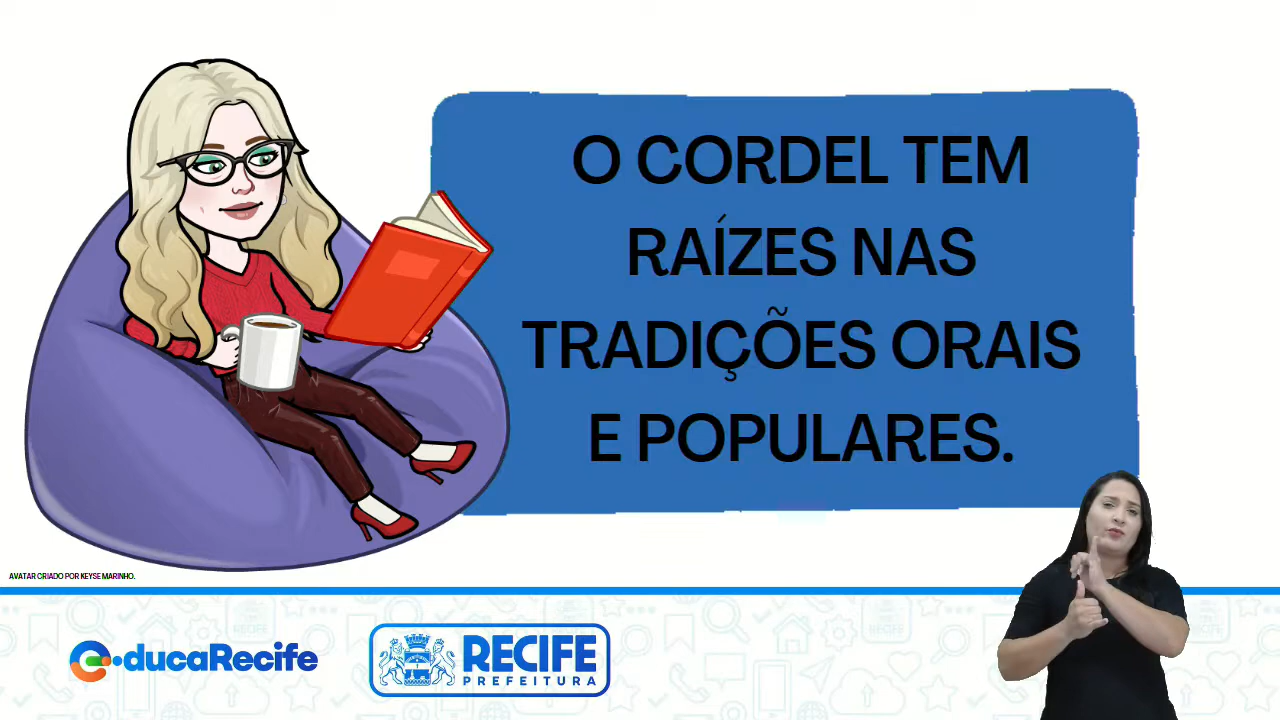 O CORDEL TEM
RAÍZES NAS
TRADIÇÕES ORAIS
E POPULARES.
AVATAR CRIADO POR KEYSE MARINHO.
educaRecife
RECIFE
PREFEITURA